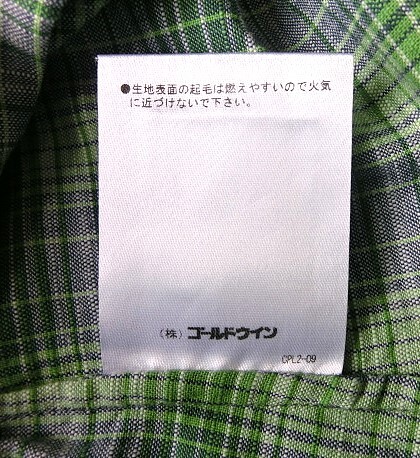 ●生地表面の起毛は燃えやすいので火気
に近づけないで下さい。
(株) ゴールドウイン
CPL2-09